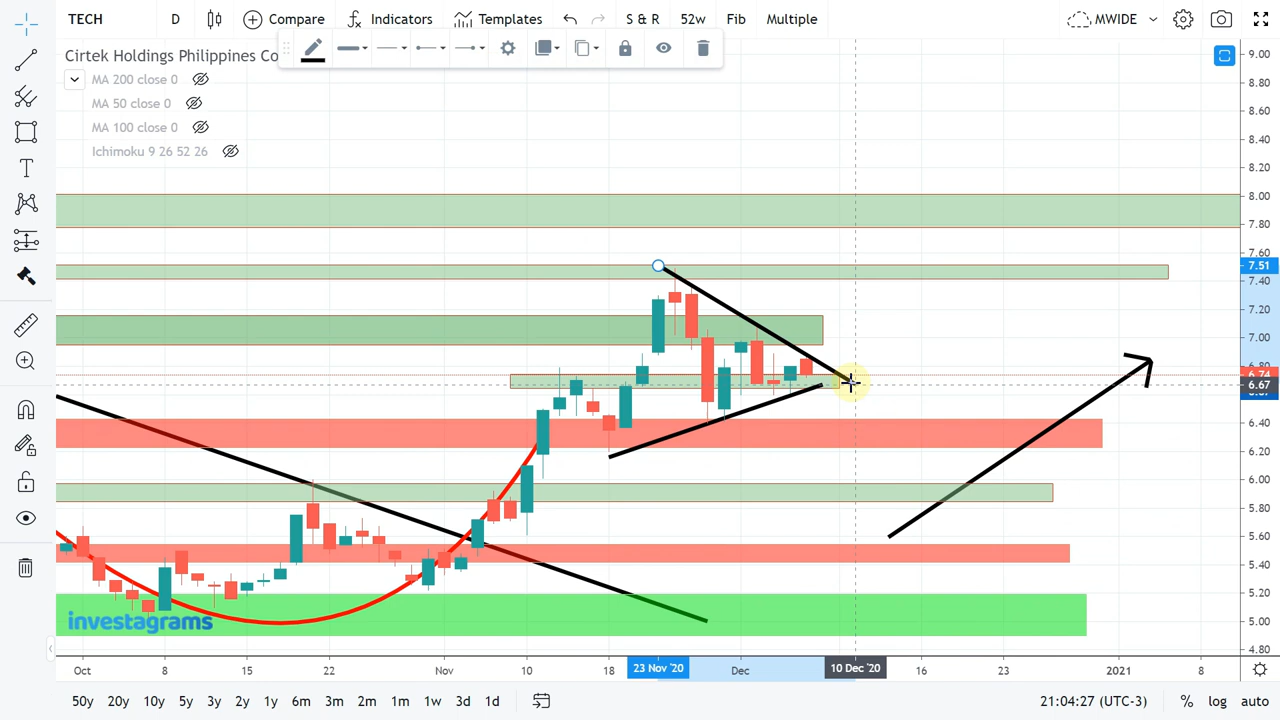 TECH D Compare Indicators Templates S & R 52w Fib Multiple MWIDE
Cirtek Holdings Philippines Co
MA 200 close 0
MA 50 close 0
MA 100 close 0
Ichimoku 9 26 52 26
9.00
8.80
8.60
8.40
8.20
8.00
7.80
7.60
7.51
7.40
7.20
7.00
6.74
6.67
6.40
6.20
6.00
5.80
5.60
5.40
5.20
5.00
4.80
investagrams
Oct 8 15 22 Nov 10 18 23 Nov '20 Dec 10 Dec '20 16 23 2021 8
50y 20y 10y 5y 3y 2y 1y 6m 3m 2m 1m 1w 3d 1d 21:04:27 (UTC-3) % log auto